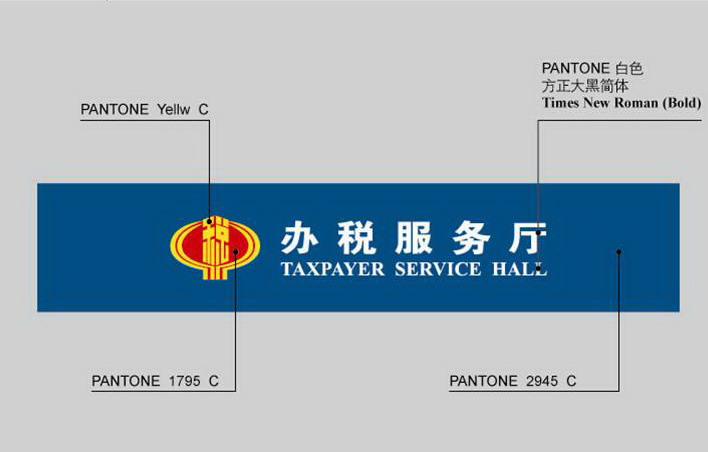 PANTONE 白色
方正大黑简体
Times New Roman (Bold)
PANTONE Yellw C
税
办税服务厅
TAXPAYER SERVICE HALL
PANTONE 1795 C
PANTONE 2945 C